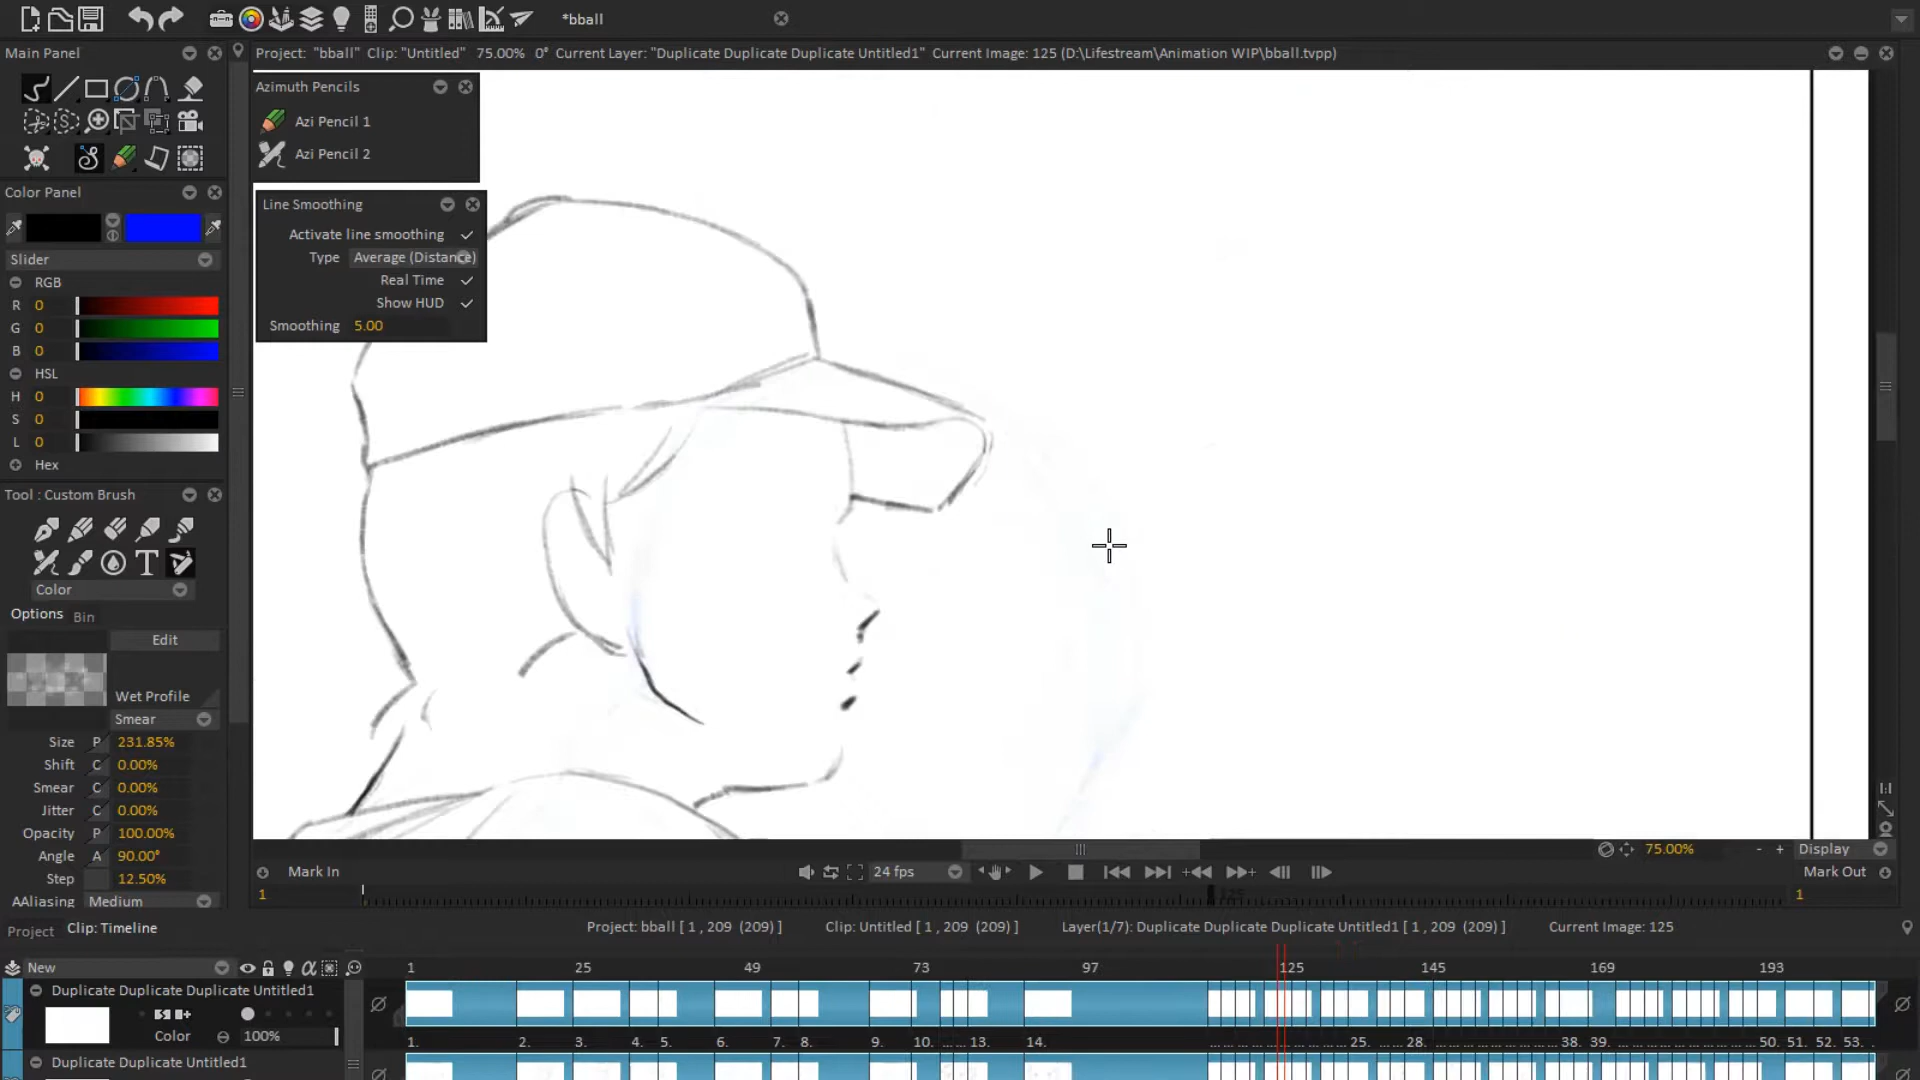 *bball
Main Panel
Project: "bball" Clip: "Untitled" 75.00% 0° Current Layer: "Duplicate Duplicate Duplicate Untitled1" Current Image: 125 (D:\Lifestream\Animation WIP\bball.tvpp)
Azimuth Pencils
Azi Pencil 1
Azi Pencil 2
Color Panel
Line Smoothing
Activate line smoothing
Type Average (Distance)
Real Time
Show HUD
Smoothing 5.00
Slider
RGB
R 0
G 0
B 0
HSL
H 0
S 0
L 0
Hex
Tool : Custom Brush
Color
Options Bin
Edit
Wet Profile
Smear
Size P 231.85%
Shift C 0.00%
Smear C 0.00%
Jitter C 0.00%
Opacity P 100.00%
Angle A 90.00°
Step 12.50%
AAliasing Medium
75.00% - + Display
1:1
Mark In 24 fps Mark Out
1 125 1
Project Clip: Timeline Project: bball [ 1 , 209 (209) ] Clip: Untitled [ 1 , 209 (209) ] Layer(1/7): Duplicate Duplicate Duplicate Untitled1 [ 1 , 209 (209) ] Current Image: 125
New 1 25 49 73 97 125 145 169 193
Duplicate Duplicate Duplicate Untitled1
Color 100%
1. 2. 3. 4. 5. 6. 7. 8. 9. 10. ... ... 13. 14. ... ... ... ... ... 25. ... ... 28. ... ... ... ... 38. 39. ... ... ... ... ... 50. 51. 52. 53. ...
Duplicate Duplicate Untitled1